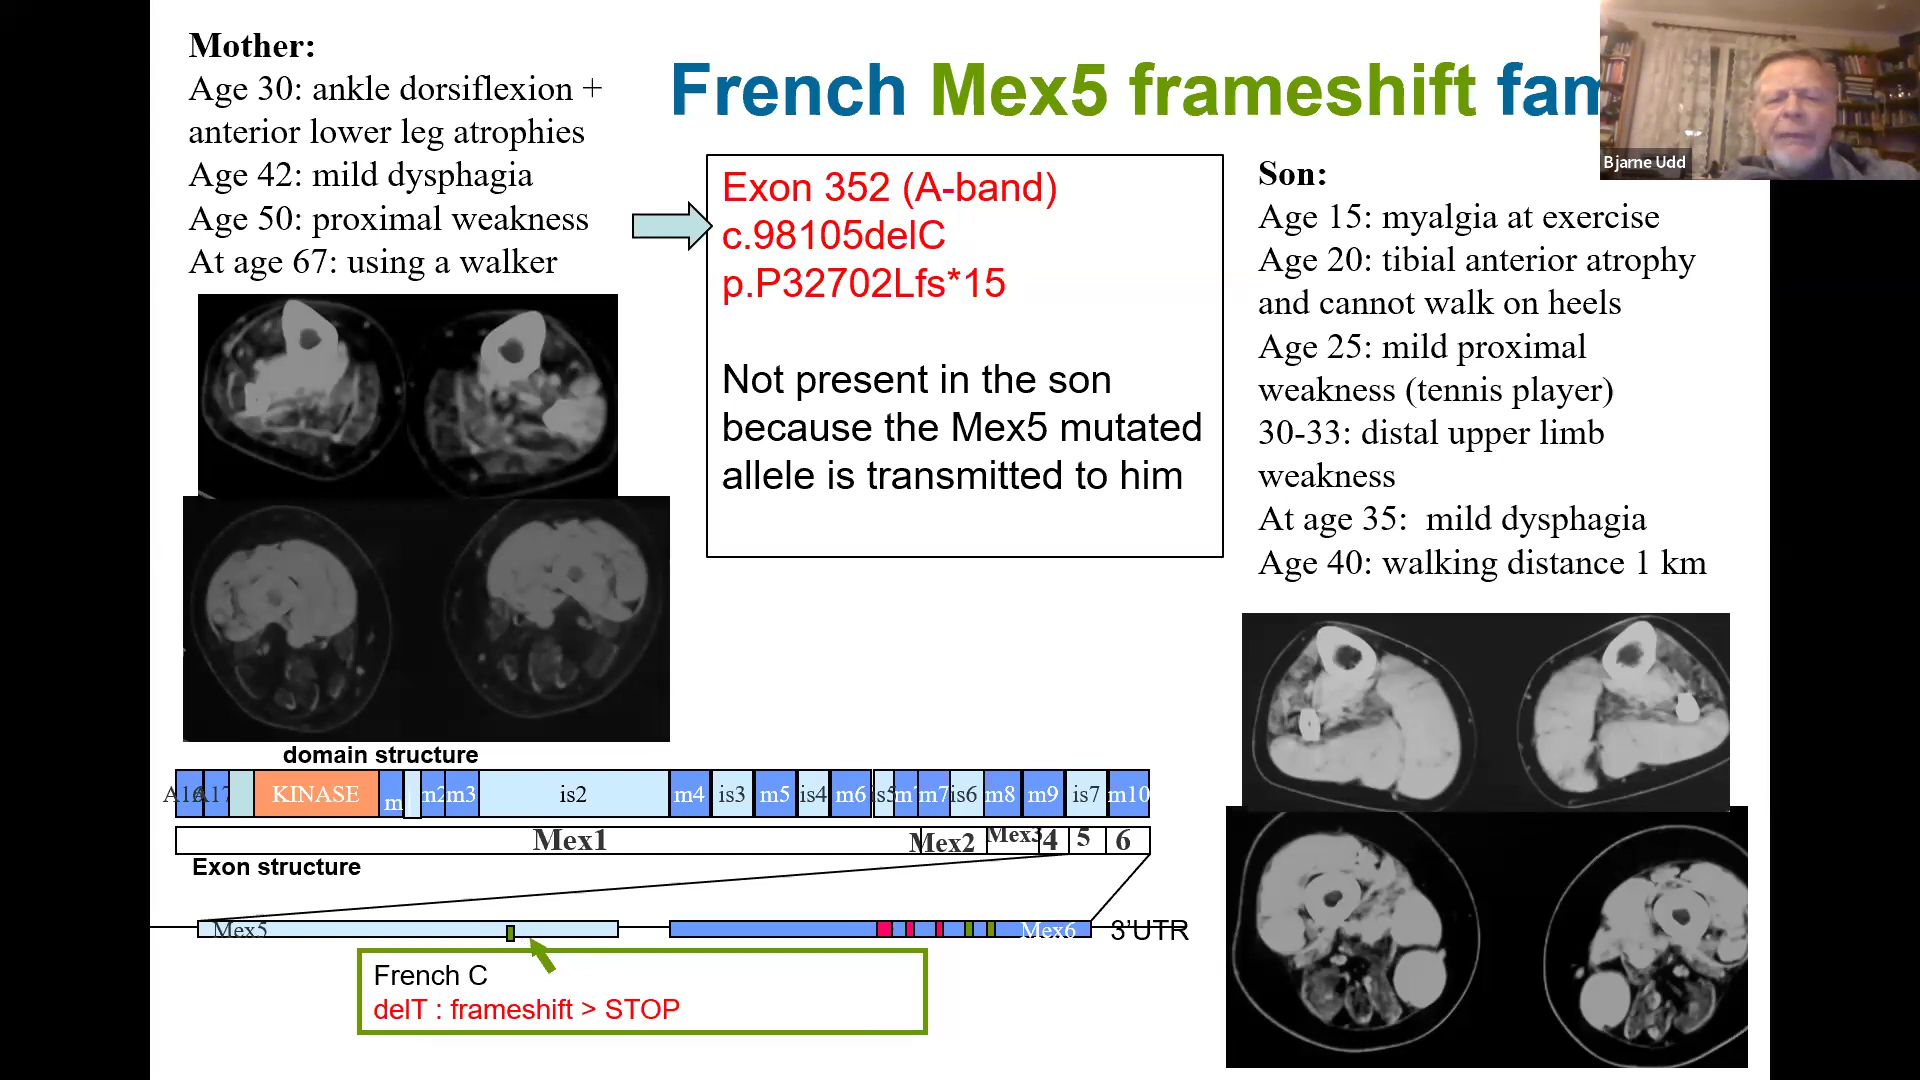 Mother:
Age 30: ankle dorsiflexion +
anterior lower leg atrophies
Age 42: mild dysphagia
Age 50: proximal weakness
At age 67: using a walker
French Mex5 frameshift fam
Bjarne Udd
Exon 352 (A-band)
c.98105delC
p.P32702Lfs*15
Not present in the son
because the Mex5 mutated
allele is transmitted to him
Son:
Age 15: myalgia at exercise
Age 20: tibial anterior atrophy
and cannot walk on heels
Age 25: mild proximal
weakness (tennis player)
30-33: distal upper limb
weakness
At age 35: mild dysphagia
Age 40: walking distance 1 km
domain structure
A17 KINASE m m2 m3 is2 m4 is3 m5 is4 m6 is5 m7 is6 m8 m9 is7 m10
Mex1 Mex2 Mex3 4 5 6
Exon structure
Mex5 Mex6 3’UTR
French C
delT : frameshift > STOP